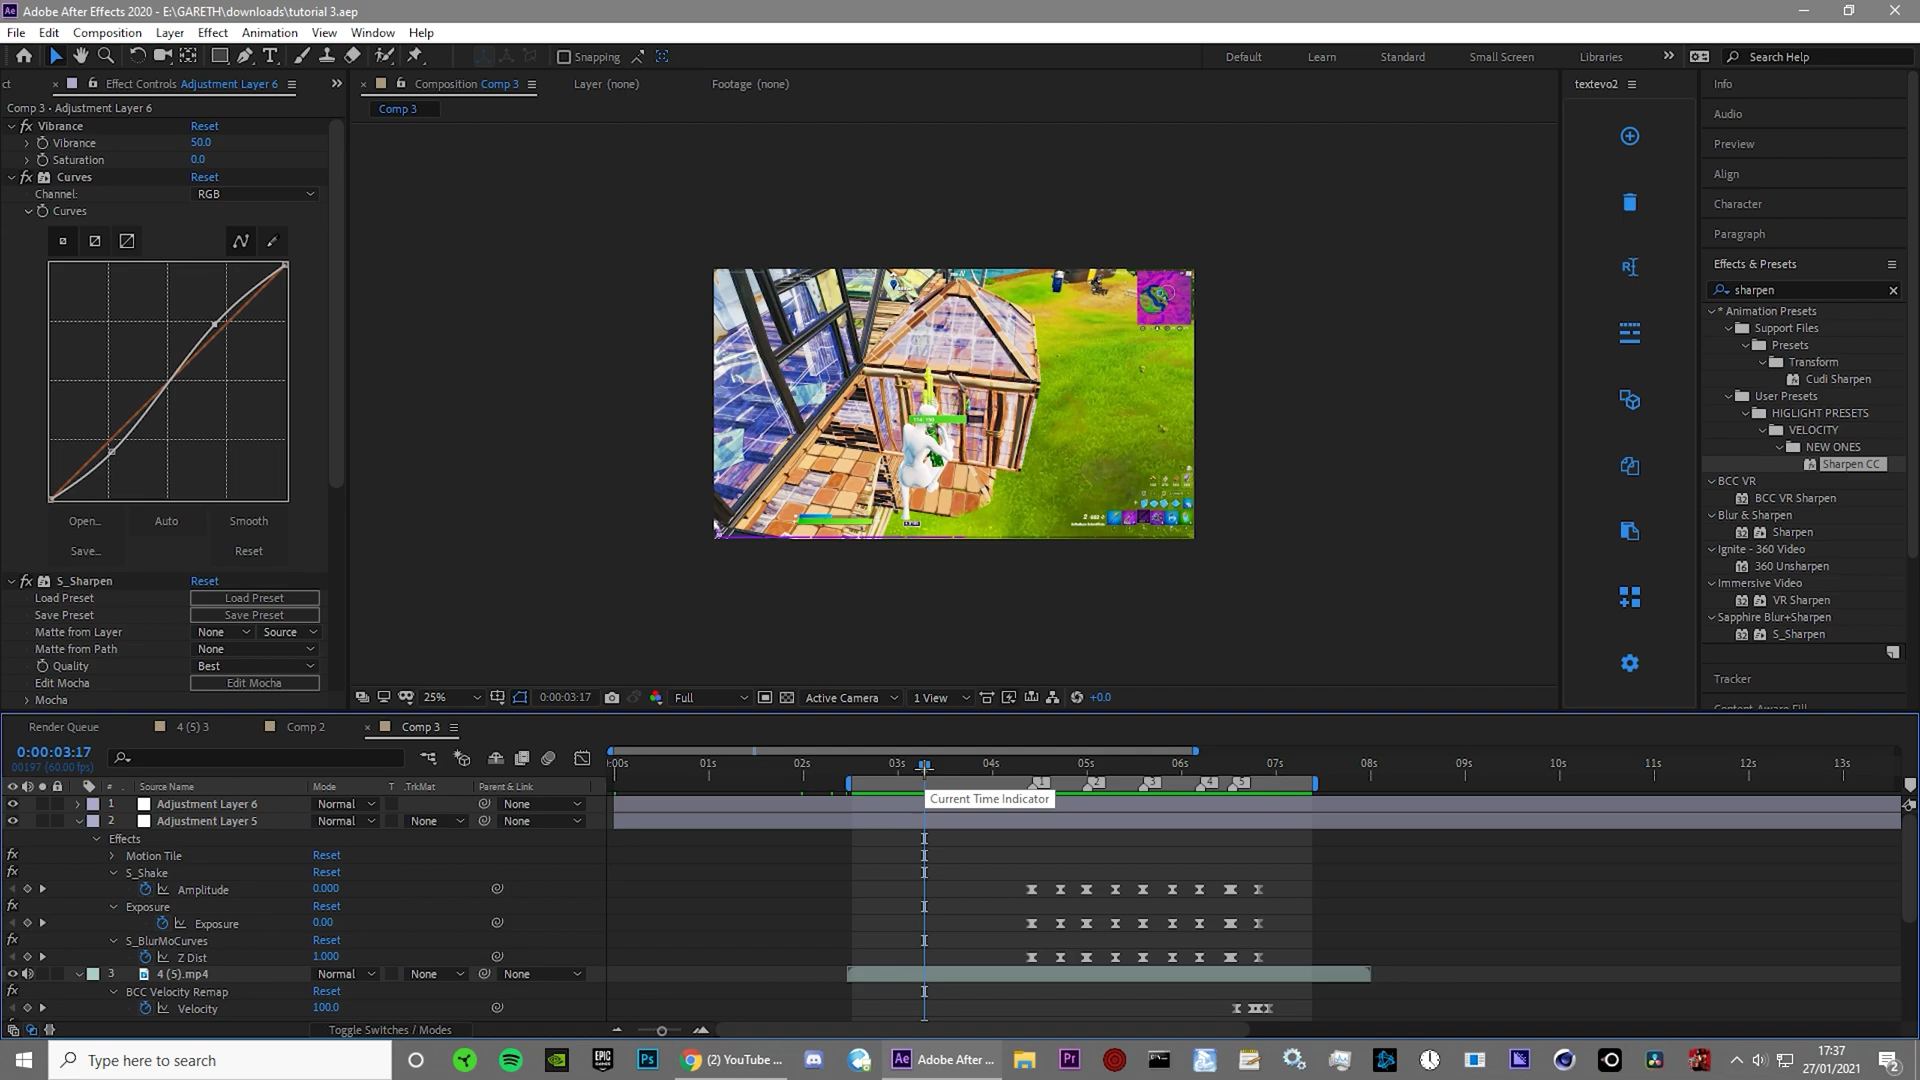 Adobe After Effects 2020 - E:\GARETH\downloads\tutorial 3.aep
File Edit Composition Layer Effect Animation View Window Help
Snapping
Default Learn Standard Small Screen Libraries Search Help
ct Effect Controls Adjustment Layer 6
Composition Comp 3 Layer (none) Footage (none)
textevo2
Comp 3 • Adjustment Layer 6
Comp 3
Vibrance Reset
Vibrance 50.0
Saturation 0.0
Curves Reset
Channel: RGB
Curves
Open... Auto Smooth
Save... Reset
S_Sharpen Reset
Load Preset Load Preset
Save Preset Save Preset
Matte from Layer None Source
Matte from Path None
Quality Best
Edit Mocha Edit Mocha
Mocha
25% 0:00:03:17 Full Active Camera 1 View +0.0
Info
Audio
Preview
Align
Character
Paragraph
Effects & Presets
sharpen
* Animation Presets
Support Files
Presets
Transform
Cudi Sharpen
User Presets
HIGLIGHT PRESETS
VELOCITY
NEW ONES
Sharpen CC
BCC VR
BCC VR Sharpen
Blur & Sharpen
Sharpen
Ignite - 360 Video
360 Unsharpen
Immersive Video
VR Sharpen
Sapphire Blur+Sharpen
S_Sharpen
Tracker
Content-Aware Fill
Render Queue 4 (5) 3 Comp 2 Comp 3
0:00:03:17
00197 (60.00 fps)
:00s 01s 02s 03s 04s 05s 06s 07s 08s 09s 10s 11s 12s 13s
# Source Name Mode T TrkMat Parent & Link
1 2 3 4 5
Current Time Indicator
1 Adjustment Layer 6 Normal None
2 Adjustment Layer 5 Normal None None
Effects
Motion Tile Reset
S_Shake Reset
Amplitude 0.000
Exposure Reset
Exposure 0.00
S_BlurMoCurves Reset
Z Dist 1.000
3 4 (5).mp4 Normal None None
BCC Velocity Remap Reset
Velocity 100.0
Toggle Switches / Modes
Type here to search
(2) YouTube ...
Adobe After ...
17:37
27/01/2021
2